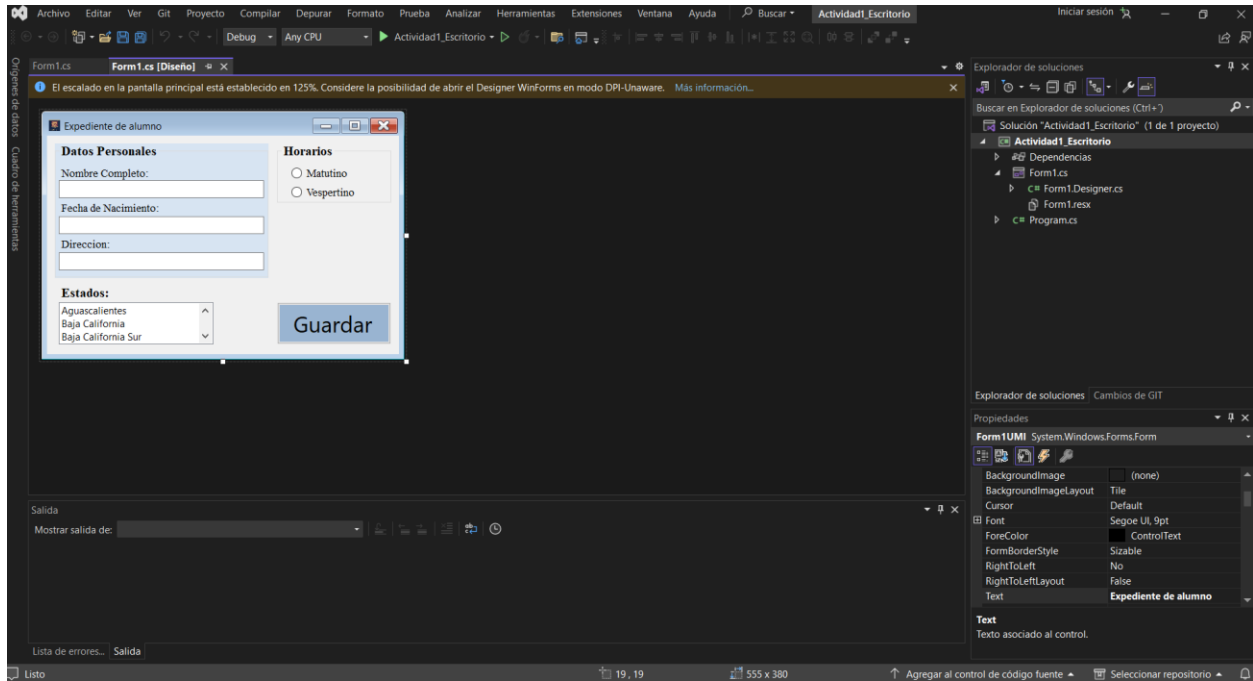 Archivo Editar Ver Git Proyecto Compilar Depurar Formato Prueba Analizar Herramientas Extensiones Ventana Ayuda Buscar Actividad1_Escritorio Iniciar sesión
Debug Any CPU Actividad1_Escritorio
Orígenes de datos
Cuadro de herramientas
Form1.cs Form1.cs [Diseño]
El escalado en la pantalla principal está establecido en 125%. Considere la posibilidad de abrir el Designer WinForms en modo DPI-Unaware. Más información...
Expediente de alumno
Datos Personales
Nombre Completo:
Fecha de Nacimiento:
Direccion:
Horarios
Matutino
Vespertino
Estados:
Aguascalientes
Baja California
Baja California Sur
Guardar
Salida
Mostrar salida de:
Lista de errores... Salida
Explorador de soluciones
Buscar en Explorador de soluciones (Ctrl+¨)
Solución "Actividad1_Escritorio" (1 de 1 proyecto)
Actividad1_Escritorio
Dependencias
Form1.cs
C# Form1.Designer.cs
Form1.resx
C# Program.cs
Explorador de soluciones Cambios de GIT
Propiedades
Form1UMI System.Windows.Forms.Form
BackgroundImage (none)
BackgroundImageLayout Tile
Cursor Default
Font Segoe UI, 9pt
ForeColor ControlText
FormBorderStyle Sizable
RightToLeft No
RightToLeftLayout False
Text Expediente de alumno
Text
Texto asociado al control.
Listo 19 , 19 555 x 380 Agregar al control de código fuente Seleccionar repositorio